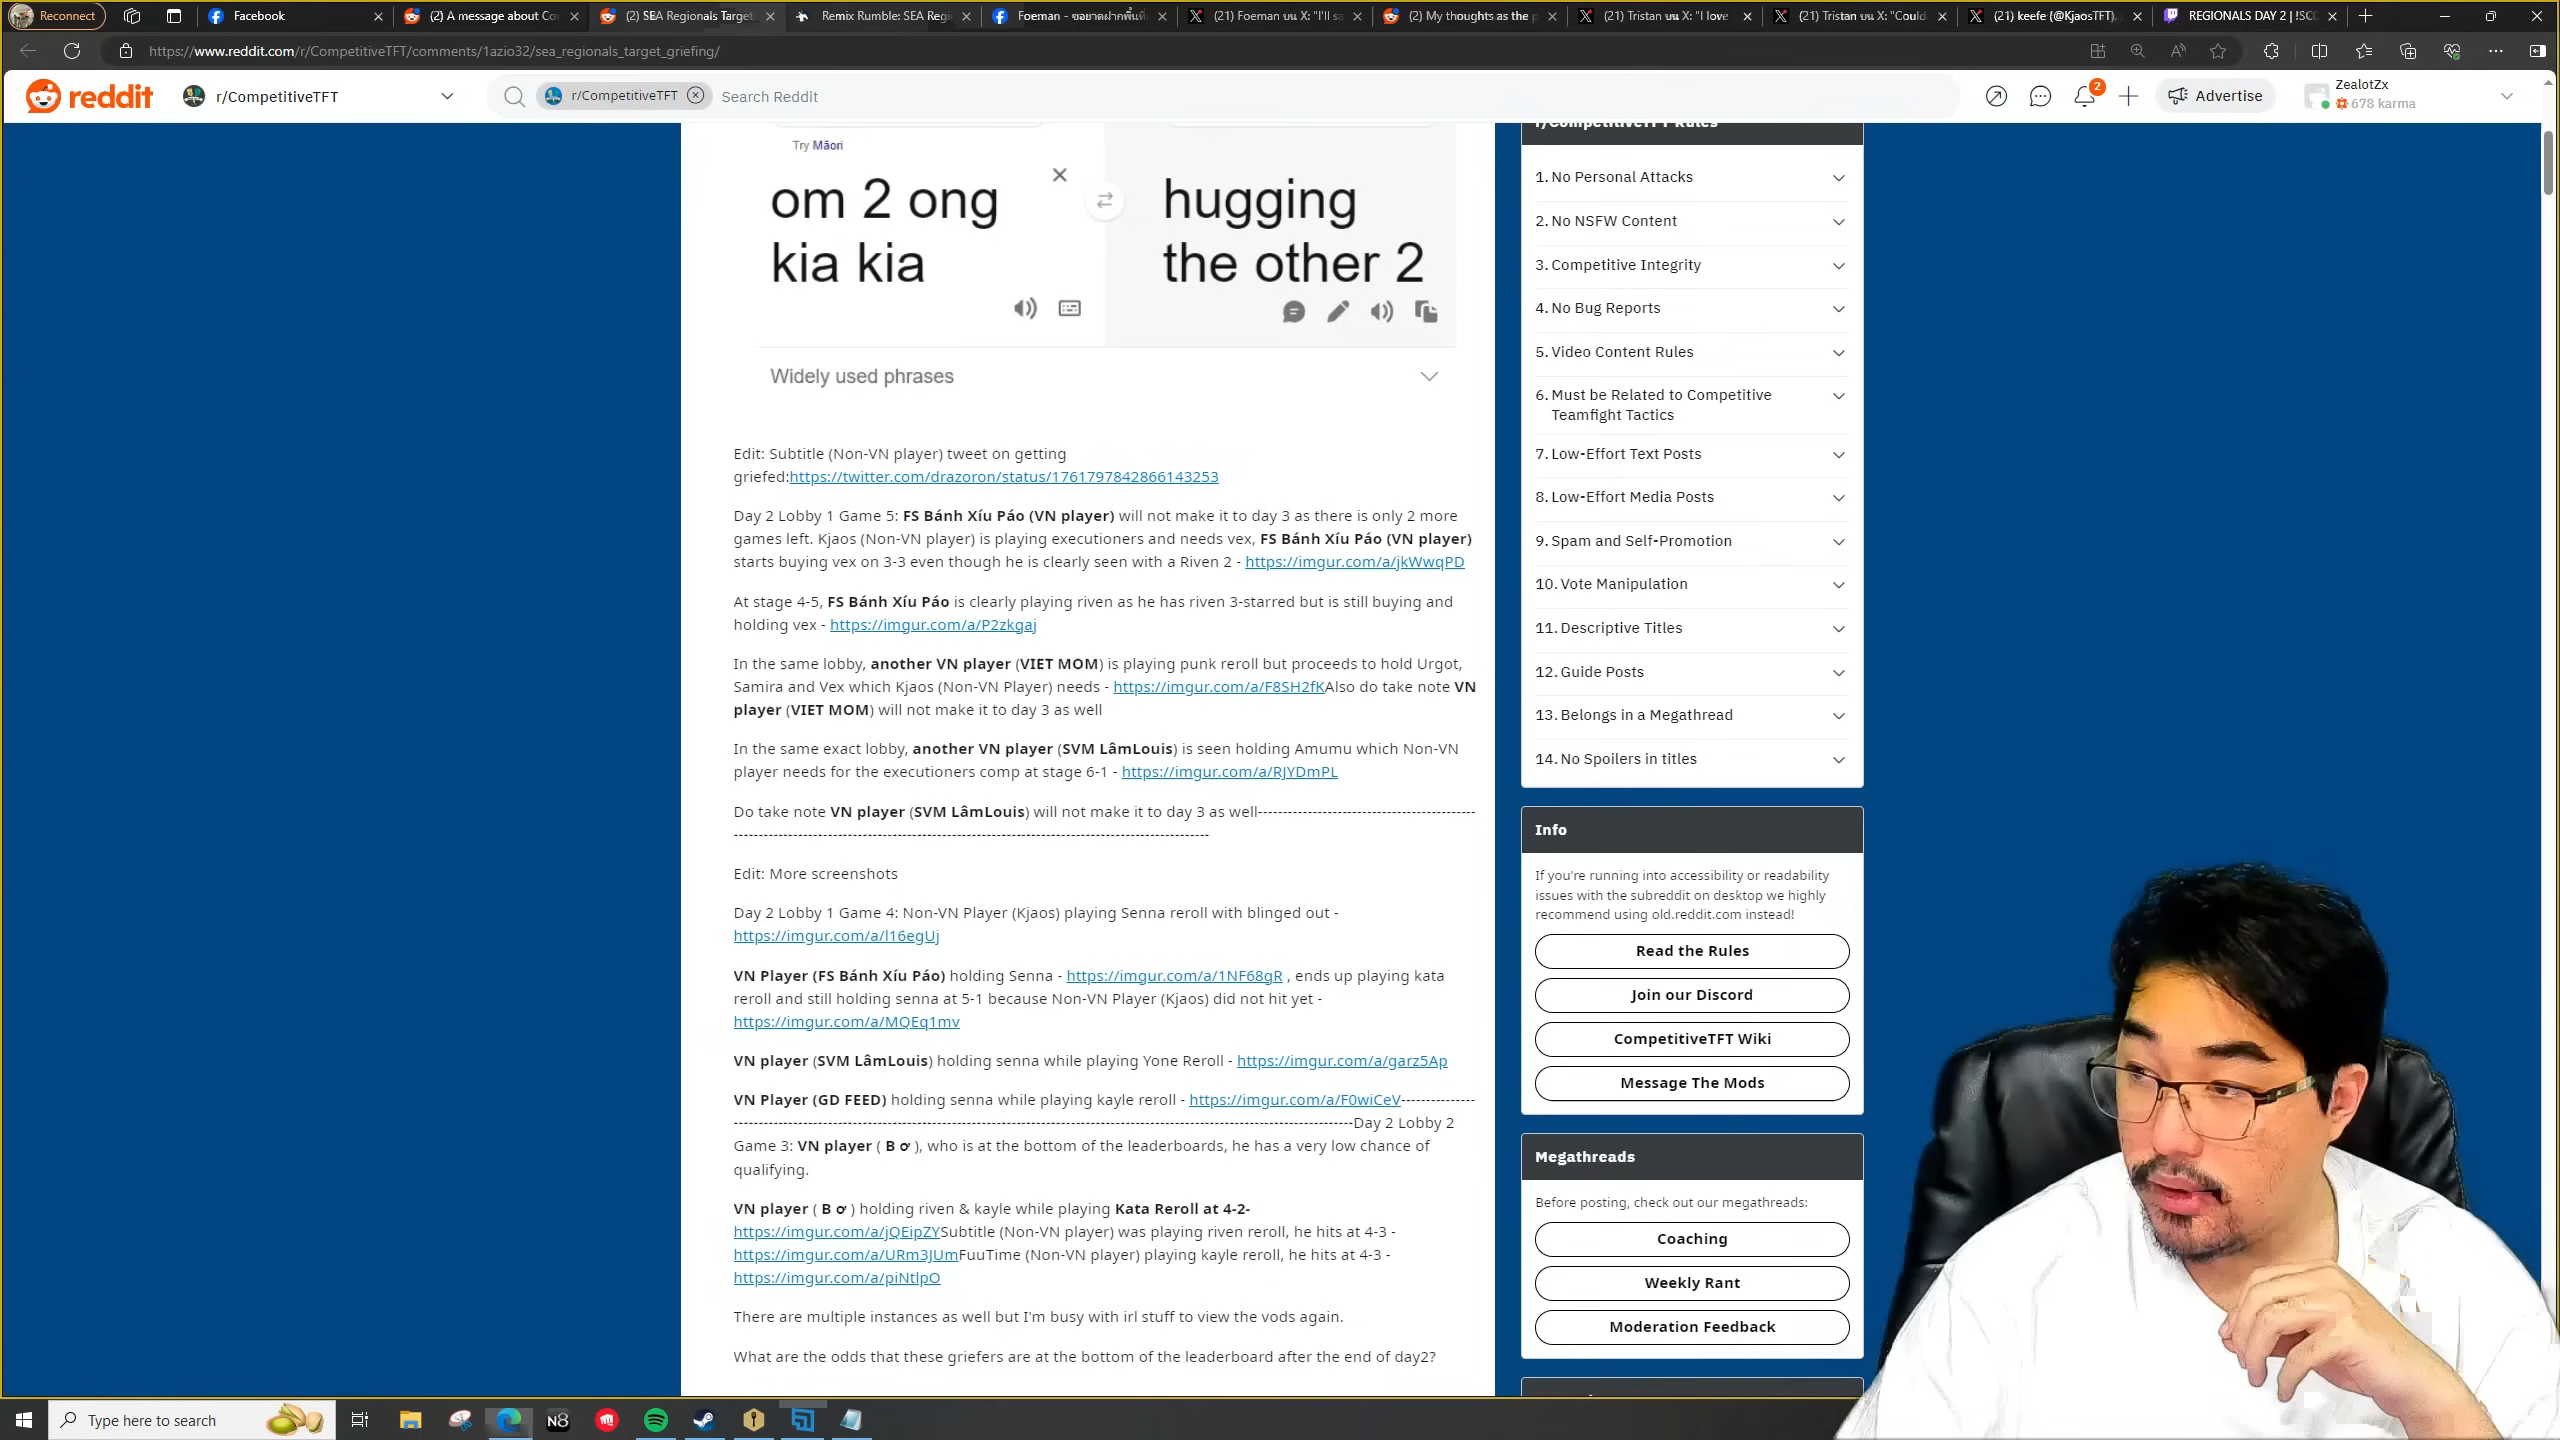 Reconnect
Facebook
(2) A message about Co
(2) SEA Regionals Target
Remix Rumble: SEA Regi
Foeman - ขอยาดฝากพื้นที่
(21) Foeman บน X: "I'll sa
(2) My thoughts as the p
(21) Tristan บน X: "I love
(21) Tristan บน X: "Could
(21) keefe (@KjaosTFT)
REGIONALS DAY 2 | !SCC
https://www.reddit.com/r/CompetitiveTFT/comments/1azio32/sea_regionals_target_griefing/
reddit
r/CompetitiveTFT
r/CompetitiveTFT
Search Reddit
2
Advertise
ZealotZx
678 karma
Try Māori
om 2 ong
kia kia
hugging
the other 2
Widely used phrases
Edit: Subtitle (Non-VN player) tweet on getting
griefed:https://twitter.com/drazoron/status/1761797842866143253
Day 2 Lobby 1 Game 5: FS Bánh Xíu Páo (VN player) will not make it to day 3 as there is only 2 more
games left. Kjaos (Non-VN player) is playing executioners and needs vex, FS Bánh Xíu Páo (VN player)
starts buying vex on 3-3 even though he is clearly seen with a Riven 2 - https://imgur.com/a/jkWwqPD
At stage 4-5, FS Bánh Xíu Páo is clearly playing riven as he has riven 3-starred but is still buying and
holding vex - https://imgur.com/a/P2zkgaj
In the same lobby, another VN player (VIET MOM) is playing punk reroll but proceeds to hold Urgot,
Samira and Vex which Kjaos (Non-VN Player) needs - https://imgur.com/a/F8SH2fKAlso do take note VN
player (VIET MOM) will not make it to day 3 as well
In the same exact lobby, another VN player (SVM LâmLouis) is seen holding Amumu which Non-VN
player needs for the executioners comp at stage 6-1 - https://imgur.com/a/RJYDmPL
Do take note VN player (SVM LâmLouis) will not make it to day 3 as well--------------------------------------------
------------------------------------------------------------------------------------------------
Edit: More screenshots
Day 2 Lobby 1 Game 4: Non-VN Player (Kjaos) playing Senna reroll with blinged out -
https://imgur.com/a/l16egUj
VN Player (FS Bánh Xíu Páo) holding Senna - https://imgur.com/a/1NF68gR , ends up playing kata
reroll and still holding senna at 5-1 because Non-VN Player (Kjaos) did not hit yet -
https://imgur.com/a/MQEq1mv
VN player (SVM LâmLouis) holding senna while playing Yone Reroll - https://imgur.com/a/garz5Ap
VN Player (GD FEED) holding senna while playing kayle reroll - https://imgur.com/a/F0wiCeV---------------
-----------------------------------------------------------------------------------------------------------------------------Day 2 Lobby 2
Game 3: VN player ( B ơ ), who is at the bottom of the leaderboards, he has a very low chance of
qualifying.
VN player ( B ơ ) holding riven & kayle while playing Kata Reroll at 4-2-
https://imgur.com/a/jQEipZYSubtitle (Non-VN player) was playing riven reroll, he hits at 4-3 -
https://imgur.com/a/URm3JUmFuuTime (Non-VN player) playing kayle reroll, he hits at 4-3 -
https://imgur.com/a/piNtlpO
There are multiple instances as well but I'm busy with irl stuff to view the vods again.
What are the odds that these griefers are at the bottom of the leaderboard after the end of day2?
r/CompetitiveTFT Rules
1. No Personal Attacks
2. No NSFW Content
3. Competitive Integrity
4. No Bug Reports
5. Video Content Rules
6. Must be Related to Competitive
Teamfight Tactics
7. Low-Effort Text Posts
8. Low-Effort Media Posts
9. Spam and Self-Promotion
10. Vote Manipulation
11. Descriptive Titles
12. Guide Posts
13. Belongs in a Megathread
14. No Spoilers in titles
Info
If you're running into accessibility or readability
issues with the subreddit on desktop we highly
recommend using old.reddit.com instead!
Read the Rules
Join our Discord
CompetitiveTFT Wiki
Message The Mods
Megathreads
Before posting, check out our megathreads:
Coaching
Weekly Rant
Moderation Feedback
Type here to search
N8